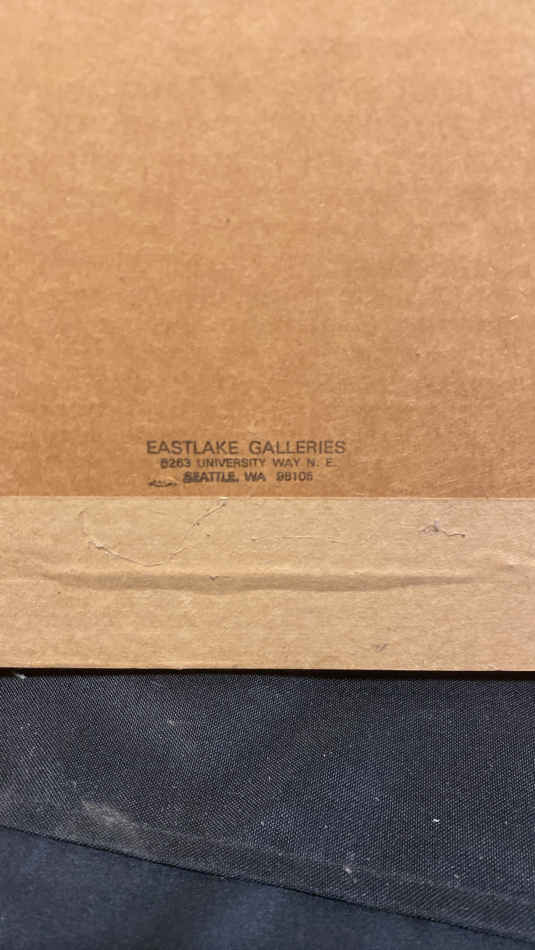 EASTLAKE GALLERIES
5263 UNIVERSITY WAY N. E.
SEATTLE, WA 98105